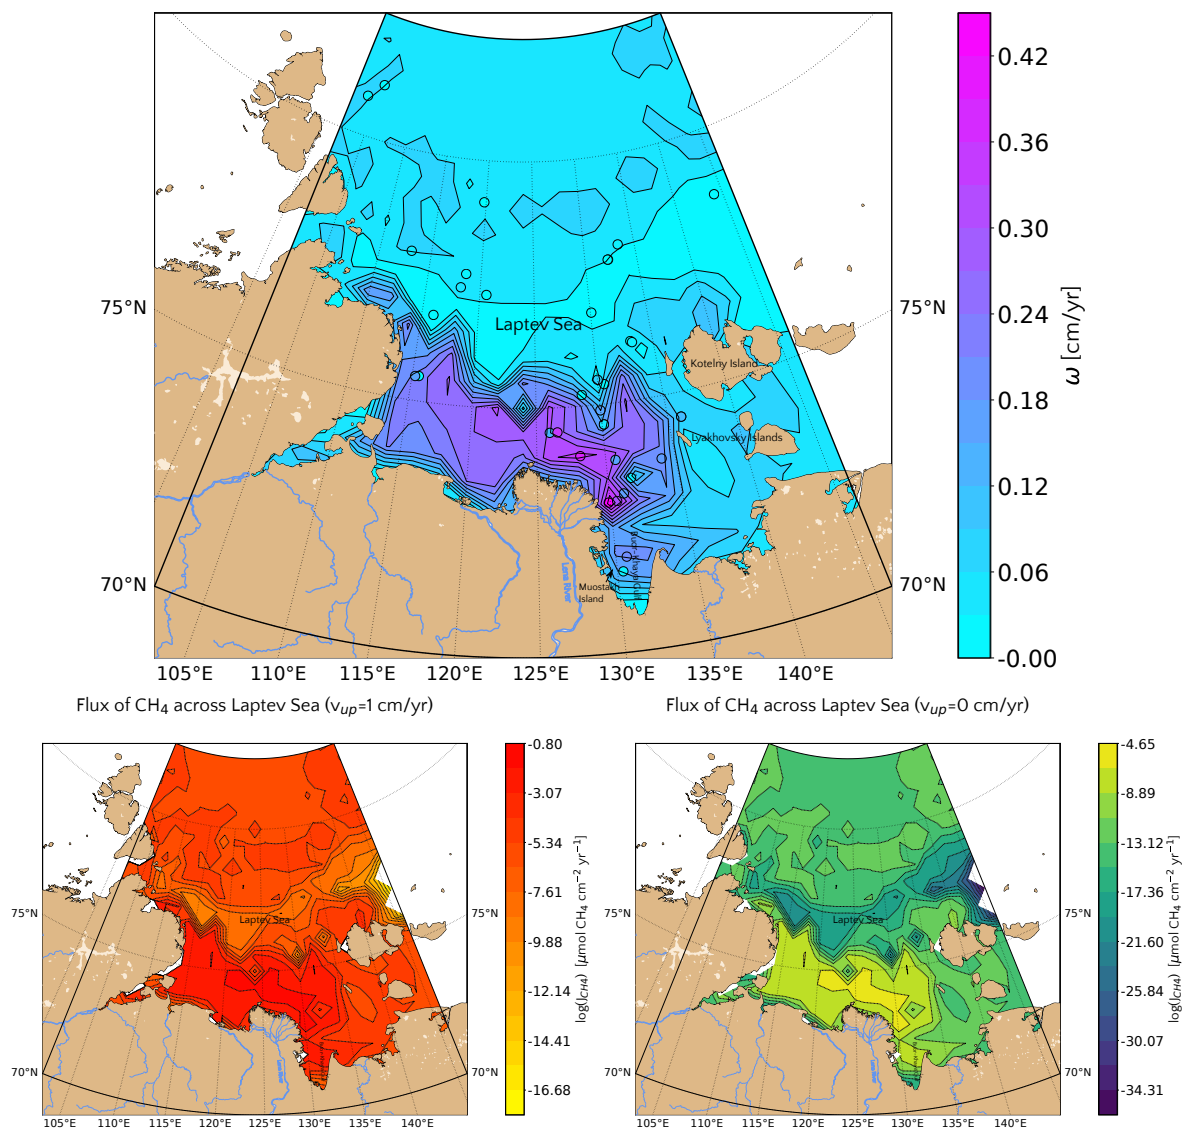 0.42
0.36
0.30
75°N
75°N
0.24
Laptev Sea
ω [cm/yr]
Kotelny Island
0.18
Lyakhovsky Islands
0.12
Lena River
70°N
Muostakh
Island
70°N
0.06
-0.00
105°E 110°E 115°E 120°E 125°E 130°E 135°E 140°E
Flux of CH₄ across Laptev Sea (vᵤₚ=1 cm/yr)
Flux of CH₄ across Laptev Sea (vᵤₚ=0 cm/yr)
-0.80
-3.07
-5.34
-7.61
-9.88
-12.14
-14.41
-16.68
log(J_CH4) [μmol CH₄ cm⁻² yr⁻¹]
75°N
Laptev Sea
75°N
70°N
70°N
105°E 110°E 115°E 120°E 125°E 130°E 135°E 140°E
-4.65
-8.89
-13.12
-17.36
-21.60
-25.84
-30.07
-34.31
log(J_CH4) [μmol CH₄ cm⁻² yr⁻¹]
75°N
Laptev Sea
75°N
70°N
70°N
105°E 110°E 115°E 120°E 125°E 130°E 135°E 140°E